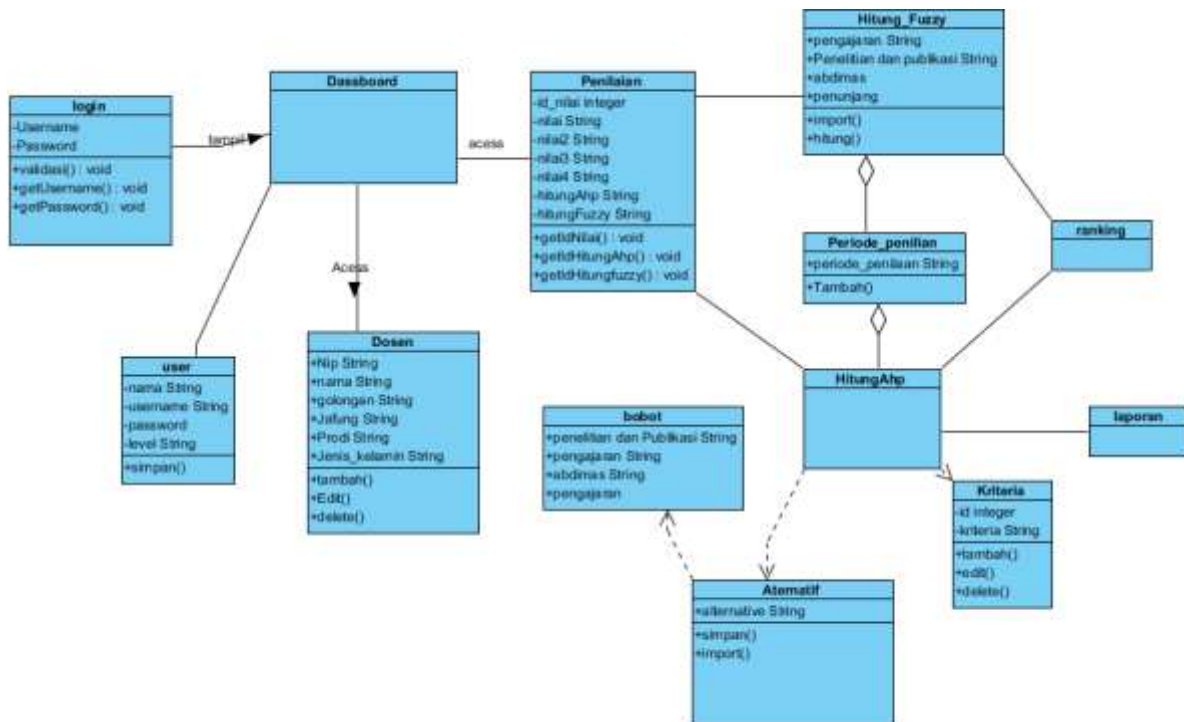 login
-Username
-Password
+validasi() : void
+getUsername() : void
+getPassword() : void
tampil
Dassboard
acess
Acess
user
-nama String
-username String
-password
-level String
+simpan()
Dosen
+Nip String
+nama String
+golongan String
+Jafung String
+Prodi String
+Jenis_kelamin String
+tambah()
+Edit()
+delete()
Penilaian
-id_nilai Integer
-nilai String
-nilai2 String
-nilai3 String
-nilai4 String
-hitungAhp String
-hitungFuzzy String
+getIdNilai() : void
+getIdHitungAhp() : void
+getIdHitungfuzzy() : void
Hitung_Fuzzy
+pengajaran String
+Penelitian dan publikasi String
+abdimas
+penunjang
+import()
+hitung()
Periode_penilian
+periode_penilaian String
+Tambah()
ranking
HitungAhp
laporan
bobot
+penelitian dan Publikasi String
+pengajaran String
+abdimas String
+pengajaran
Kriteria
-id integer
-kriteria String
+tambah()
+edit()
+delete()
Aternatif
+alternative String
+simpan()
+import()